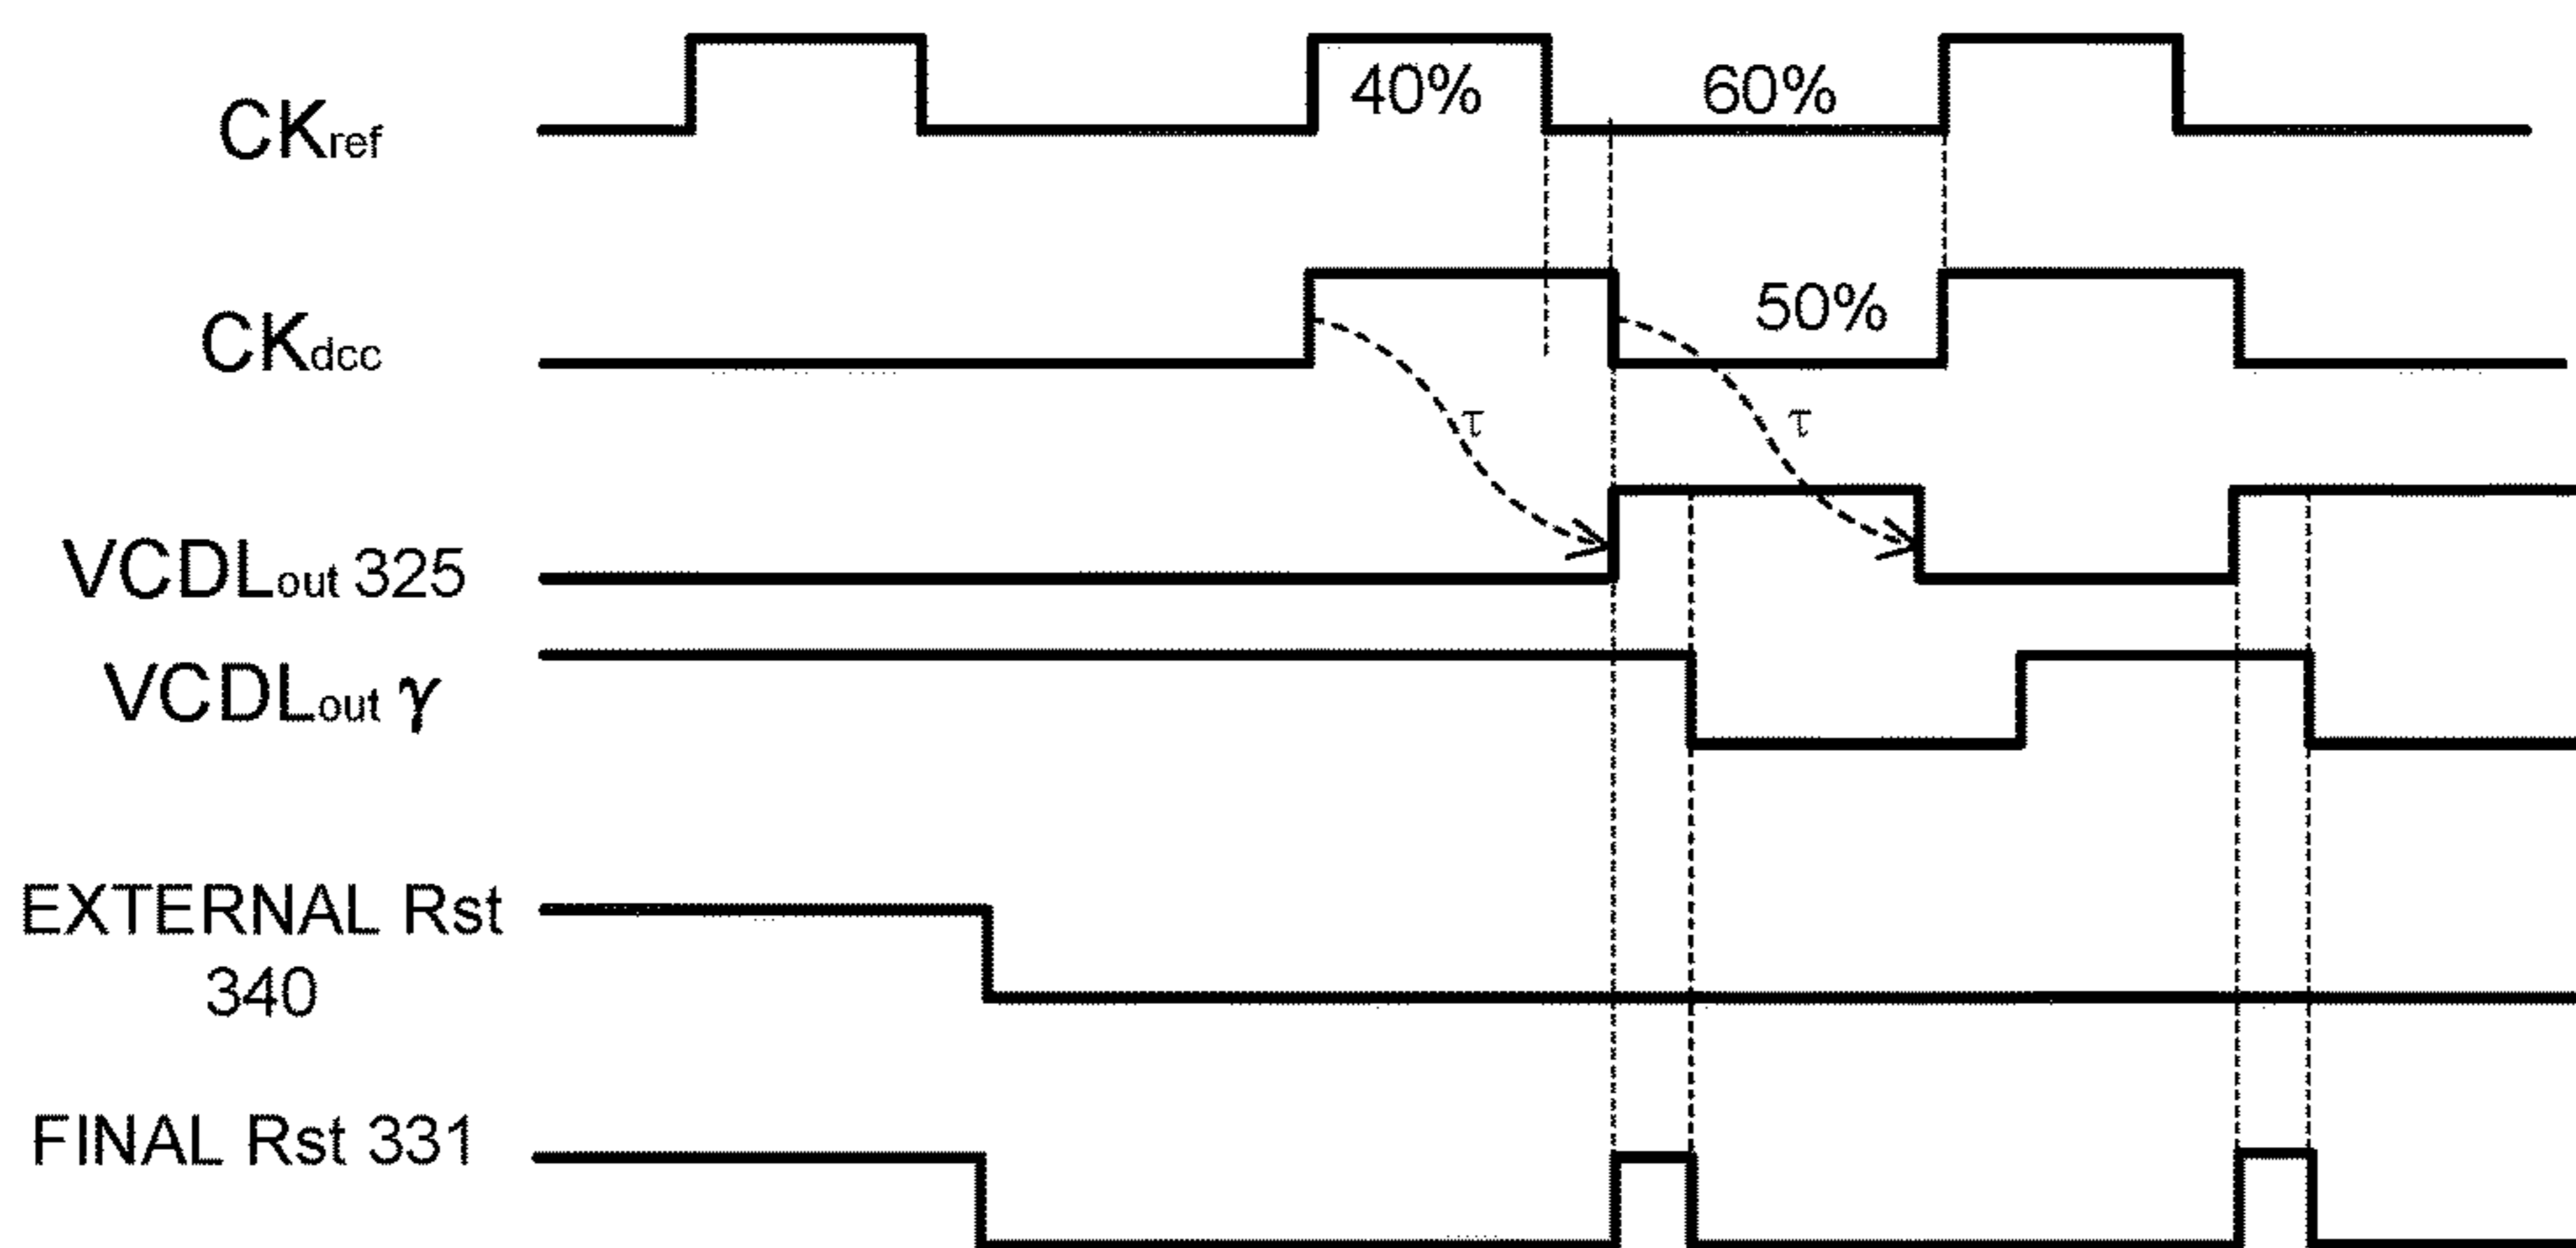 40% 60%
CKref
CKdcc
50%
τ τ
VCDLout 325
VCDLout γ
EXTERNAL Rst
340
FINAL Rst 331